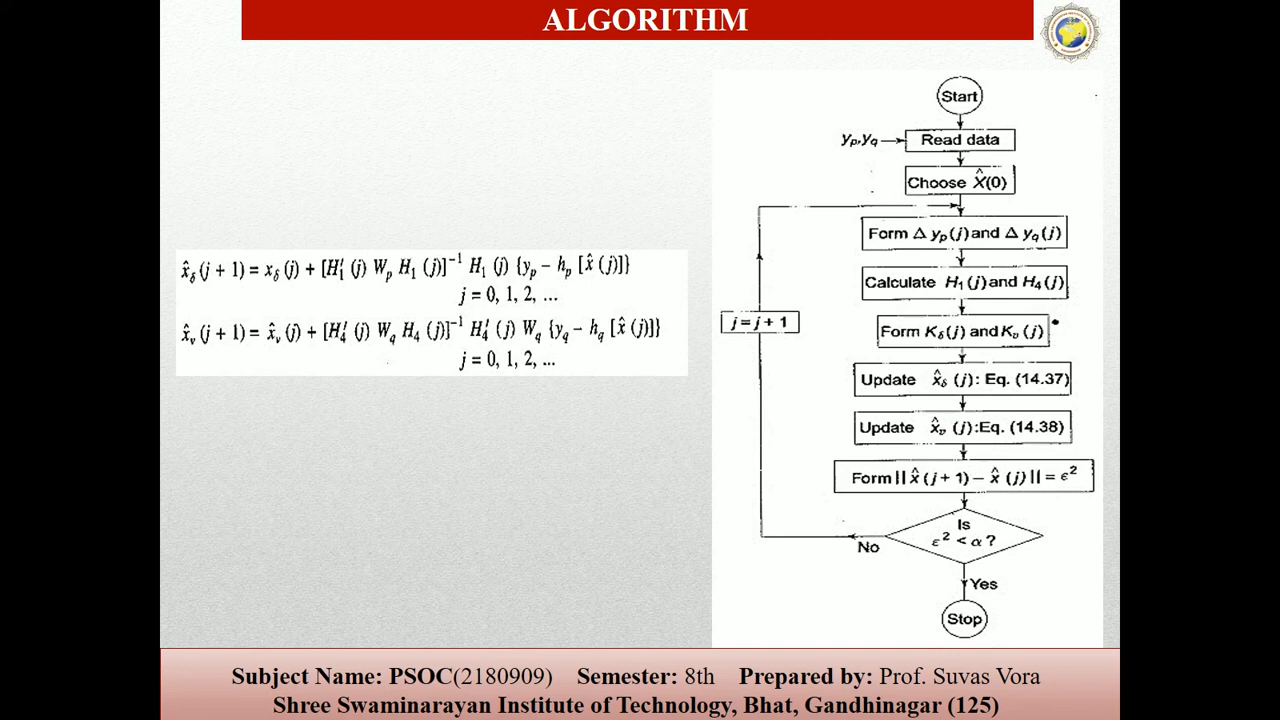 ALGORITHM
x̂δ (j + 1) = xδ (j) + [H′1 (j) Wp H1 (j)]⁻¹ H1 (j) {yp – hp [x̂ (j)]}
j = 0, 1, 2, ...
x̂v (j + 1) = x̂v (j) + [H′4 (j) Wq H4 (j)]⁻¹ H′4 (j) Wq {yq – hq [x̂ (j)]}
j = 0, 1, 2, ...
Start
yp, yq
Read data
Choose X̂(0)
Form Δ yp (j) and Δ yq (j)
Calculate H1 (j) and H4 (j)
j = j + 1
Form Kδ (j) and Kv (j)
Update x̂δ (j): Eq. (14.37)
Update x̂v (j): Eq. (14.38)
Form || x̂ (j + 1) – x̂ (j) || = ε²
Is
ε² < α ?
No
Yes
Stop
Subject Name: PSOC(2180909) Semester: 8th Prepared by: Prof. Suvas Vora
Shree Swaminarayan Institute of Technology, Bhat, Gandhinagar (125)